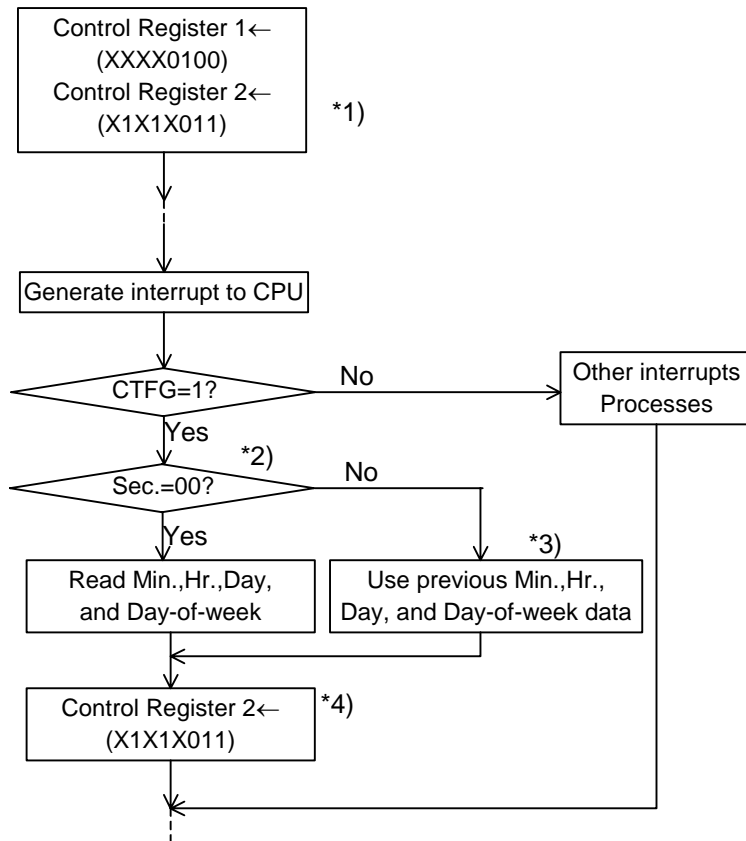 Control Register 1←
(XXXX0100)
Control Register 2←
(X1X1X011)
*1)
Generate interrupt to CPU
CTFG=1?
No
Other interrupts
Processes
Yes
*2)
Sec.=00?
No
Yes
*3)
Read Min.,Hr.,Day,
and Day-of-week
Use previous Min.,Hr.,
Day, and Day-of-week data
Control Register 2←
(X1X1X011)
*4)